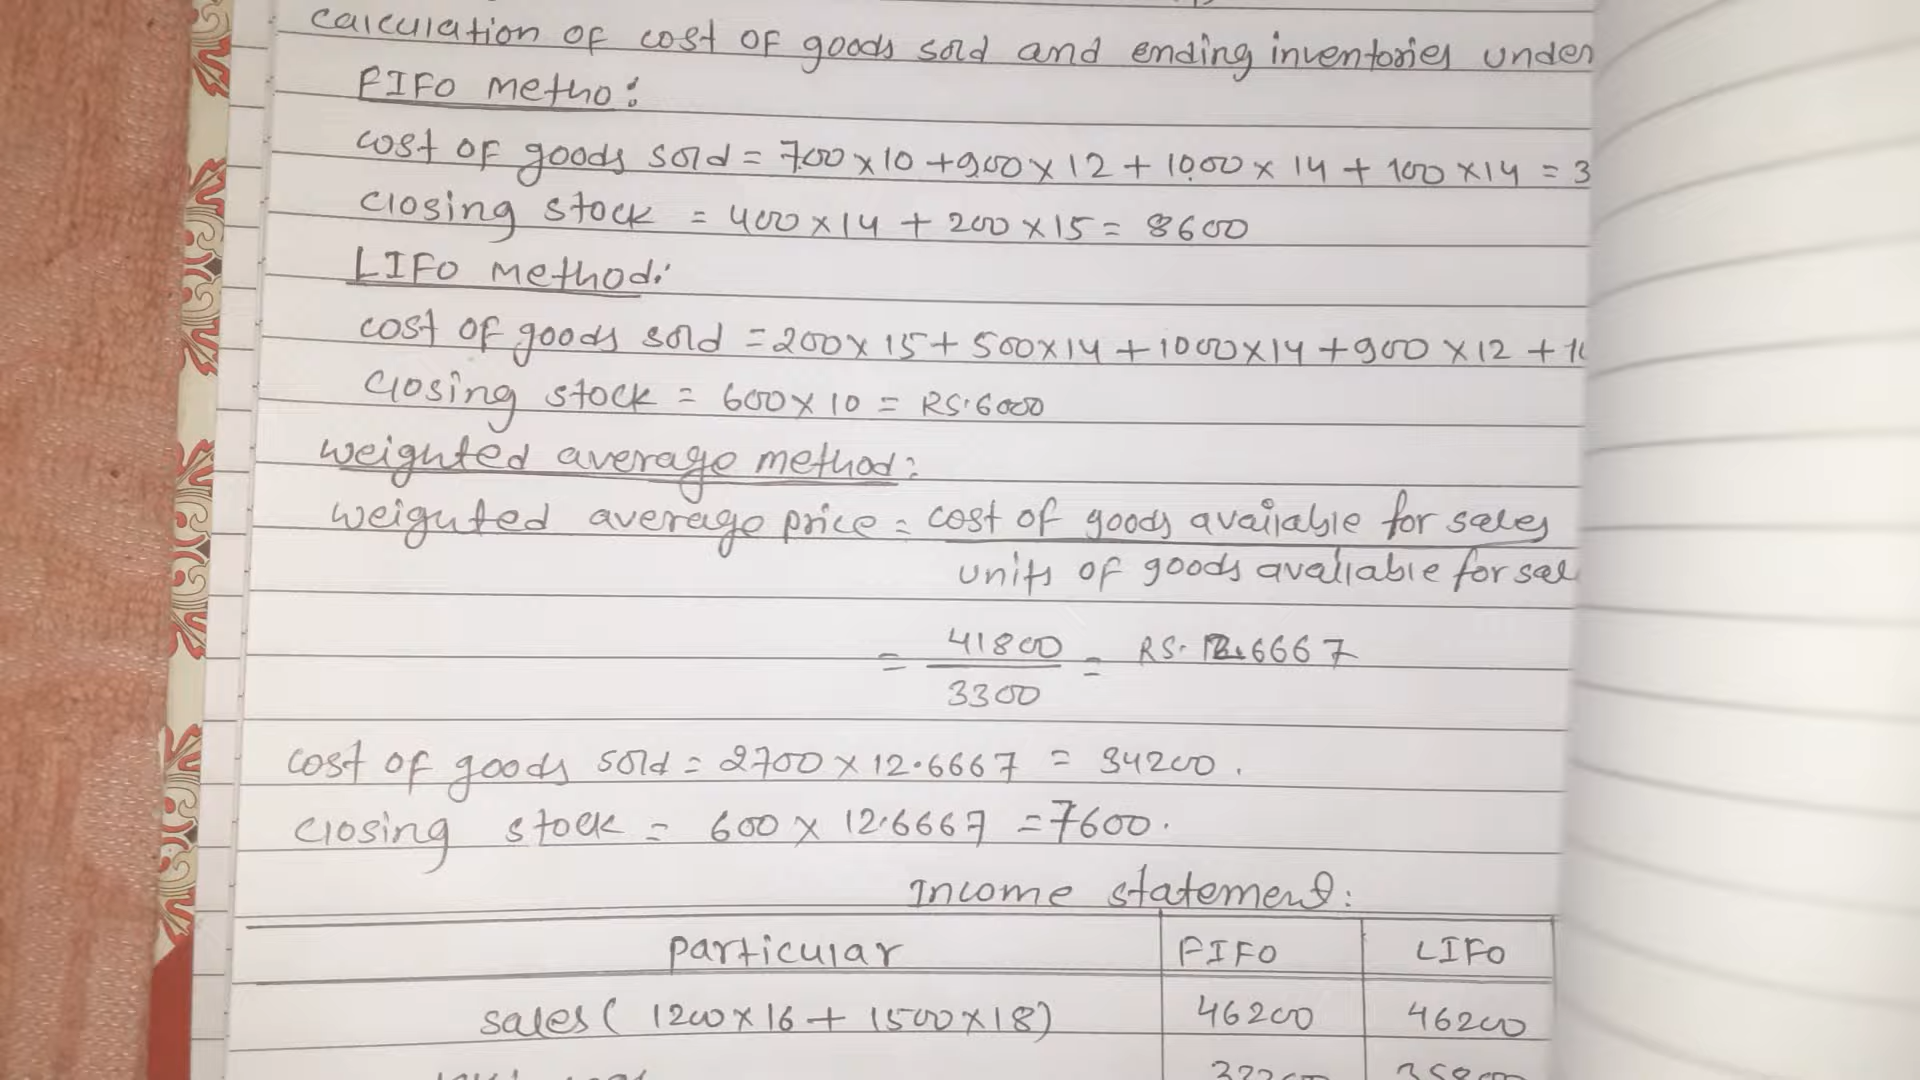 calculation of cost of goods sold and ending inventories under
FIFO metho:
cost of goods sold = 700 × 10 + 900 × 12 + 1000 × 14 + 100 × 14 = 3
closing stock = 400 × 14 + 200 × 15 = 8600
LIFO method:
cost of goods sold = 200 × 15 + 500 × 14 + 1000 × 14 + 900 × 12 + 10
closing stock = 600 × 10 = RS. 6000
weighted average method:
weighted average price = cost of goods available for sales
units of goods available for sal
= 41800 / 3300 = RS. 12.6667
cost of goods sold = 2700 × 12.6667 = 34200.
closing stock = 600 × 12.6667 = 7600.
Income statement:
particular FIFO LIFO
sales ( 1200 × 16 + 1500 × 18) 46200 46200